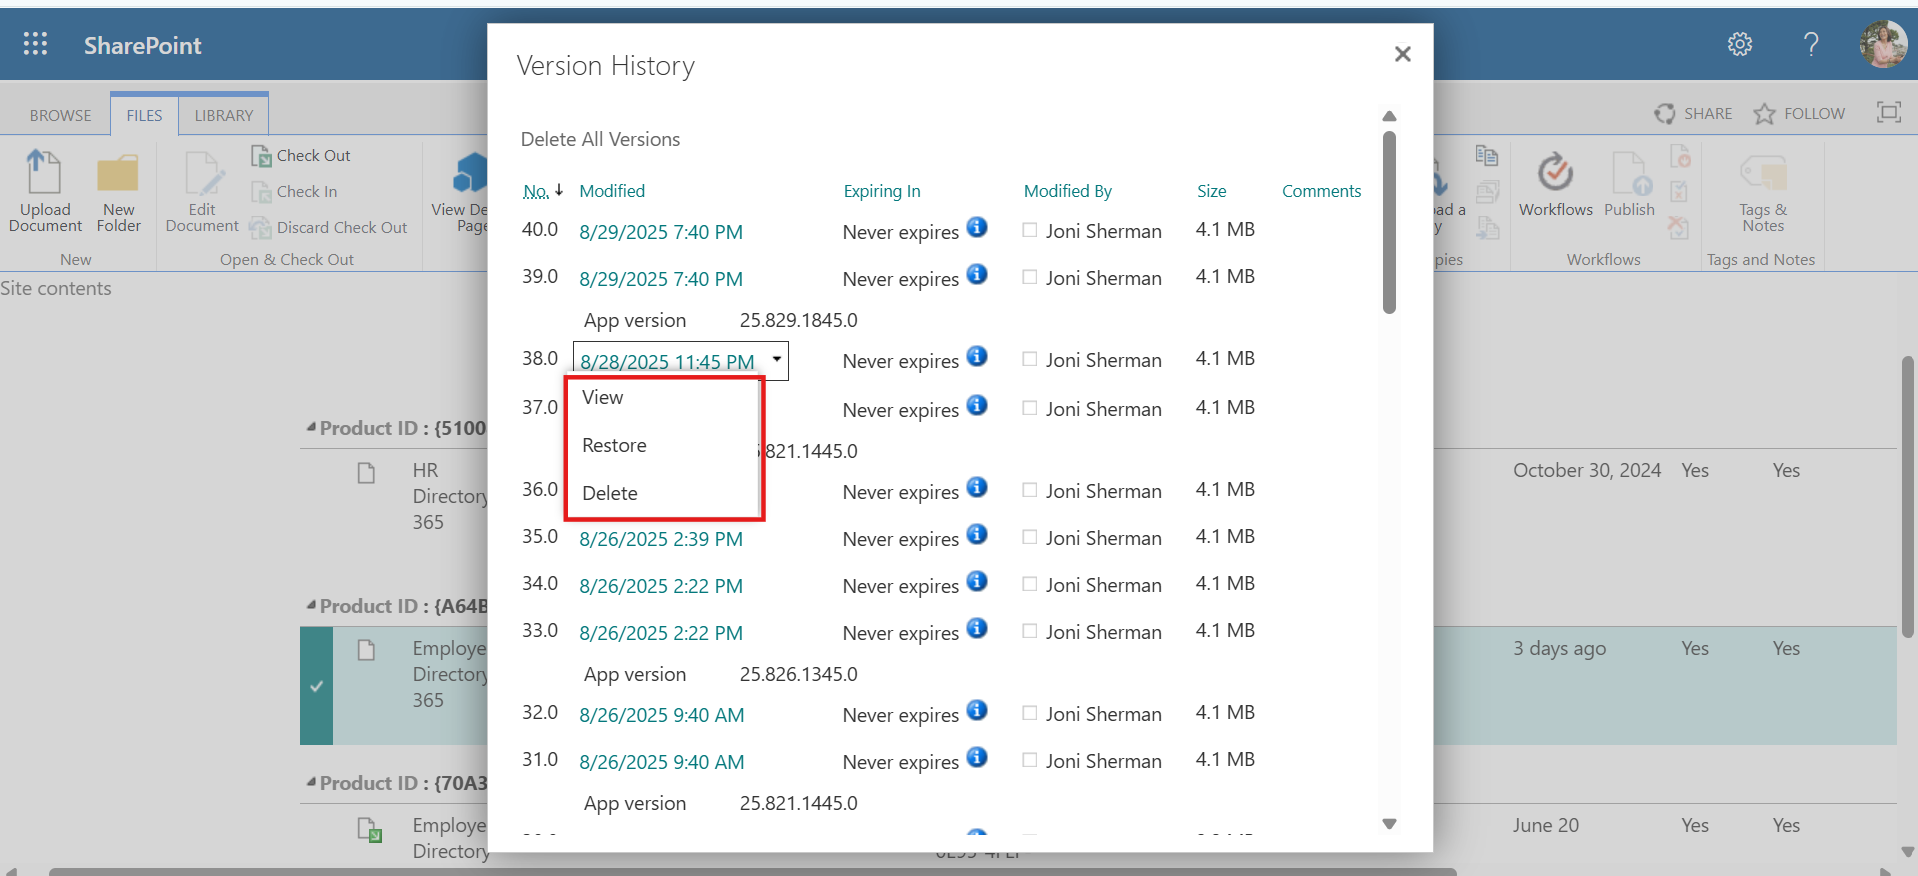 SharePoint
BROWSE FILES LIBRARY
SHARE FOLLOW
Upload Document
New Folder
New
Edit Document
Check Out
Check In
Discard Check Out
Open & Check Out
View De
Page
ad a
y
pies
Workflows
Publish
Workflows
Tags & Notes
Tags and Notes
Site contents
Product ID : {5100
HR
Directory
365
October 30, 2024 Yes Yes
Product ID : {A64B
Employe
Directory
365
3 days ago Yes Yes
Product ID : {70A3
Employe
Directory
June 20 Yes Yes
Version History
Delete All Versions
No. Modified Expiring In Modified By Size Comments
40.0 8/29/2025 7:40 PM Never expires Joni Sherman 4.1 MB
39.0 8/29/2025 7:40 PM Never expires Joni Sherman 4.1 MB
App version 25.829.1845.0
38.0 8/28/2025 11:45 PM Never expires Joni Sherman 4.1 MB
View
Restore
Delete
37.0 Never expires Joni Sherman 4.1 MB
.821.1445.0
36.0 Never expires Joni Sherman 4.1 MB
35.0 8/26/2025 2:39 PM Never expires Joni Sherman 4.1 MB
34.0 8/26/2025 2:22 PM Never expires Joni Sherman 4.1 MB
33.0 8/26/2025 2:22 PM Never expires Joni Sherman 4.1 MB
App version 25.826.1345.0
32.0 8/26/2025 9:40 AM Never expires Joni Sherman 4.1 MB
31.0 8/26/2025 9:40 AM Never expires Joni Sherman 4.1 MB
App version 25.821.1445.0